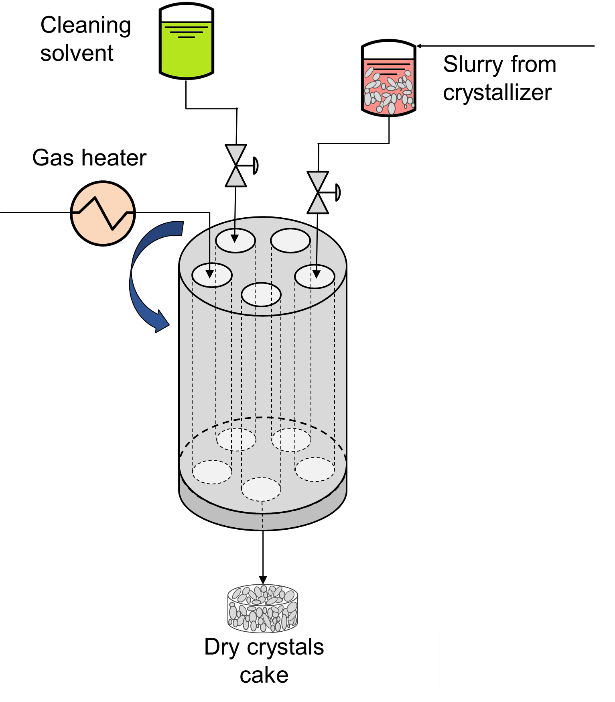 Cleaning
solvent
Slurry from
crystallizer
Gas heater
Dry crystals
cake